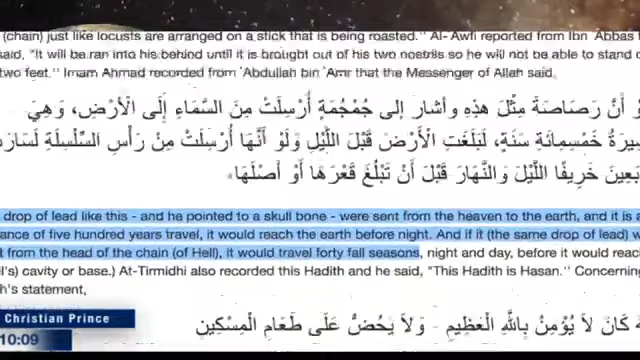 (chain) just like locusts are arranged on a stick that is being roasted." Al- Awfi reported from Ibn 'Abbas
said, "It will be ran into his behind until it is brought out of his two nostrils so he will not be able to stand
two feet." Imam Ahmad recorded from 'Abdullah bin 'Amr that the Messenger of Allah said,
أَنَّ رَصَاصَةً مِثْلَ هذِهِ وأشار إلى جُمْجُمَةٍ أُرْسِلَتْ مِنَ السَّمَاءِ إِلَى الْأَرْضِ، وَهِيَ
خَمْسِمِائَةِ سَنَةٍ، لَبَلَغَتِ الْأَرْضَ قَبْلَ اللَّيْلِ وَلَوْ أَنَّهَا أُرْسِلَتْ مِنْ رَأْسِ السِّلْسِلَةِ
خَرِيفًا اللَّيْلَ وَالنَّهَارَ قَبْلَ أَنْ تَبْلُغَ قَعْرَهَا أَوْ أَصْلَهَا»
drop of lead like this - and he pointed to a skull bone - were sent from the heaven to the earth, and it is a
of five hundred years travel, it would reach the earth before night. And if it (the same drop of lead)
from the head of the chain (of Hell), it would travel forty fall seasons, night and day, before it would reach
cavity or base.) At-Tirmidhi also recorded this Hadith and he said, "This Hadith is Hasan." Concerning
statement,
كَانَ لاَ يُؤْمِنُ بِاللَّهِ الْعَظِيمِ - وَلاَ يَحُضُّ عَلَى طَعَامِ الْمِسْكِينِ
Christian Prince
10:09